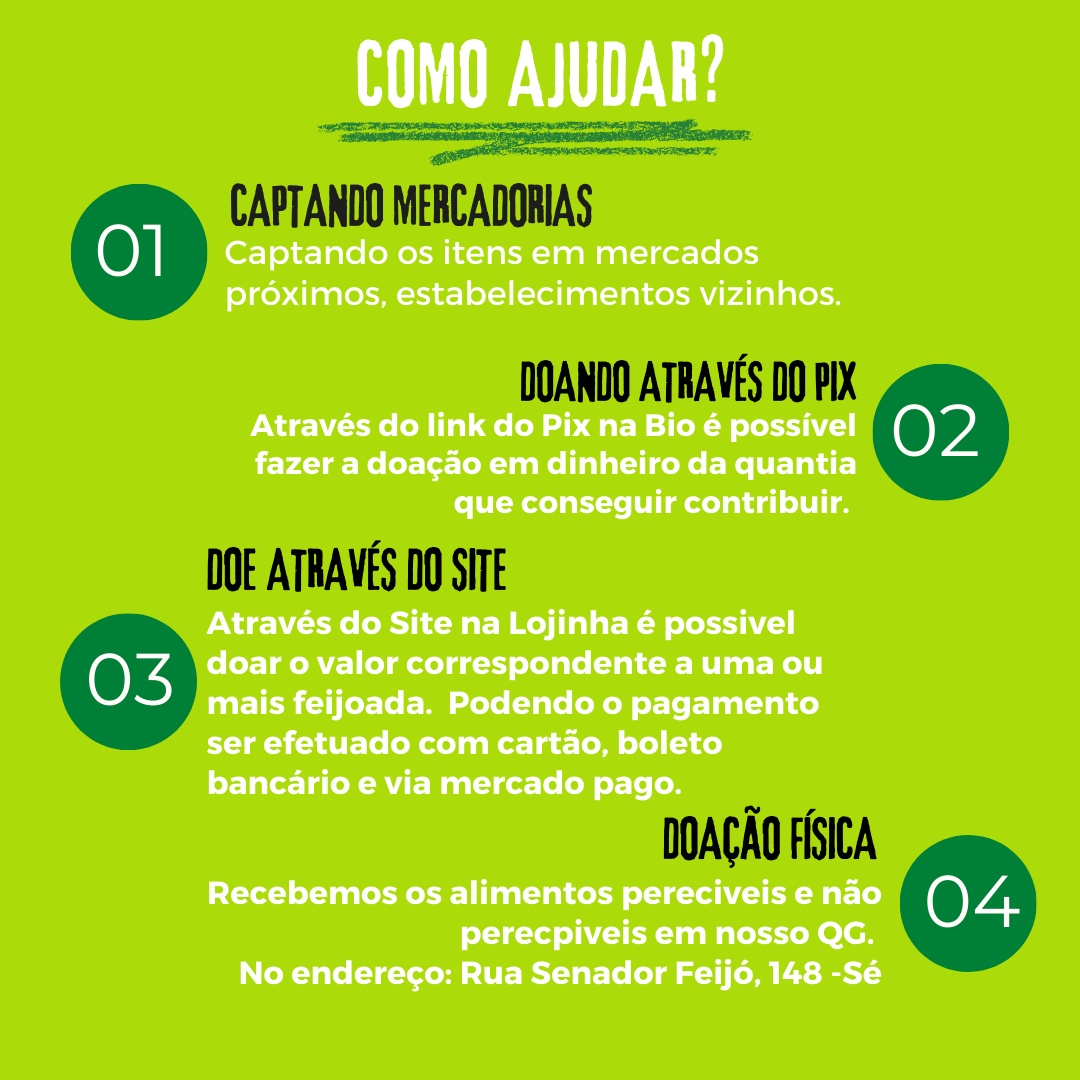 COMO AJUDAR?
01
CAPTANDO MERCADORIAS
Captando os itens em mercados
próximos, estabelecimentos vizinhos.
DOANDO ATRAVÉS DO PIX
02
Através do link do Pix na Bio é possível
fazer a doação em dinheiro da quantia
que conseguir contribuir.
DOE ATRAVÉS DO SITE
03
Através do Site na Lojinha é possivel
doar o valor correspondente a uma ou
mais feijoada. Podendo o pagamento
ser efetuado com cartão, boleto
bancário e via mercado pago.
DOAÇÃO FÍSICA
04
Recebemos os alimentos pereciveis e não
perecpiveis em nosso QG.
No endereço: Rua Senador Feijó, 148 -Sé